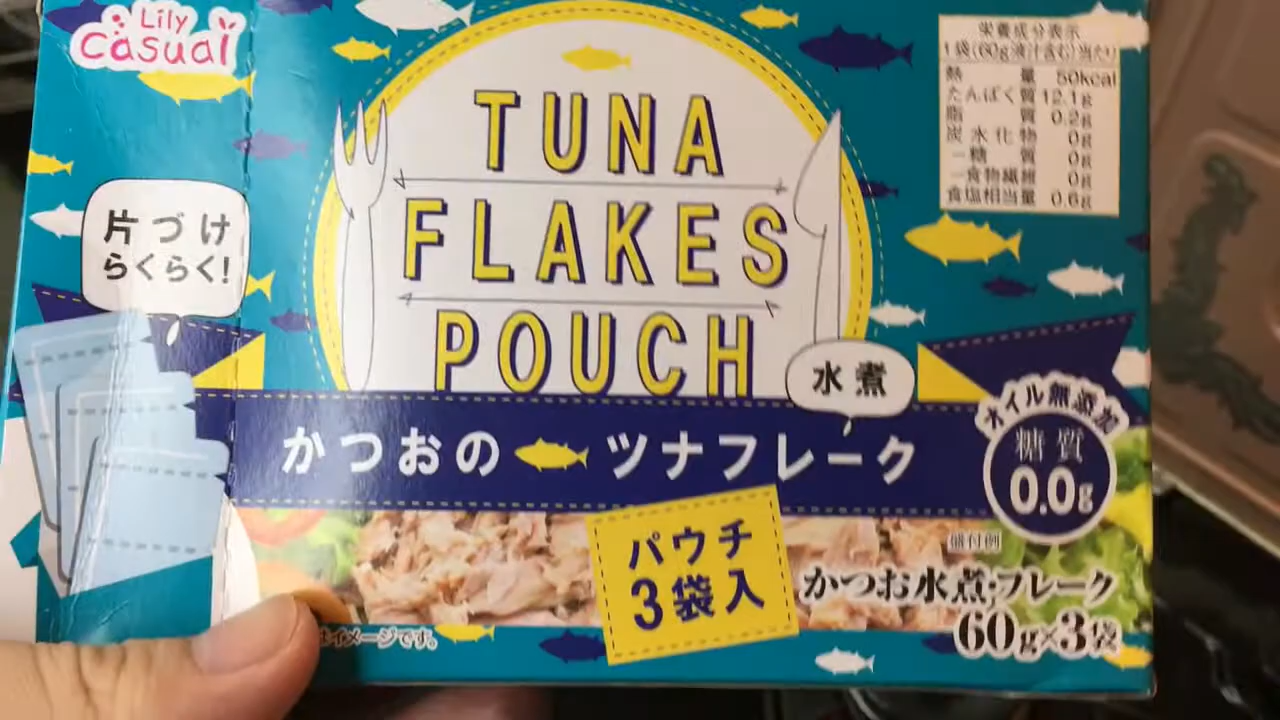 Lily
Casual
TUNA
FLAKES
POUCH
栄養成分表示
1袋(60g液汁含む)当たり
熱量 50kcal
たんぱく質 12.1g
脂質 0.2g
炭水化物 0g
－糖質 0g
－食物繊維 0g
食塩相当量 0.6g
片づけ
らくらく!
水煮
かつおの ツナフレーク
オイル無添加
糖質
0.0g
パウチ
3袋入
盛付例
かつお水煮・フレーク
60g×3袋
はイメージです。